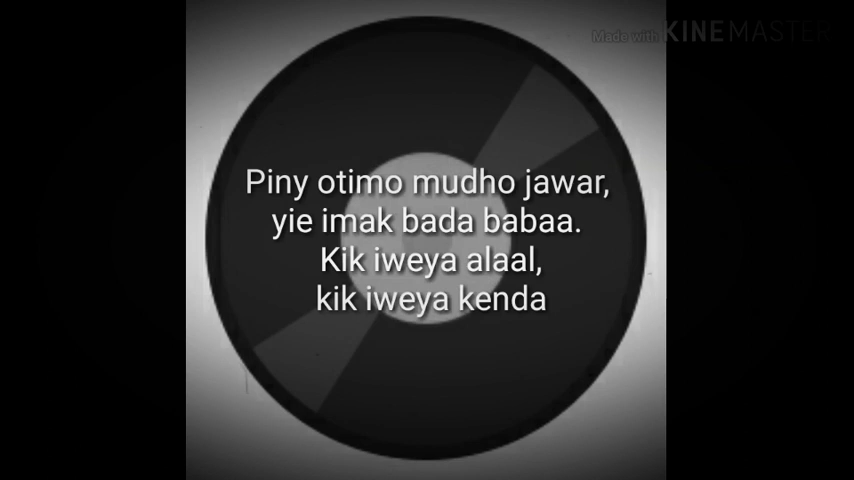 Made with KINEMASTER
Piny otimo mudho jawar,
yie imak bada babaa.
Kik iweya alaal,
kik iweya kenda